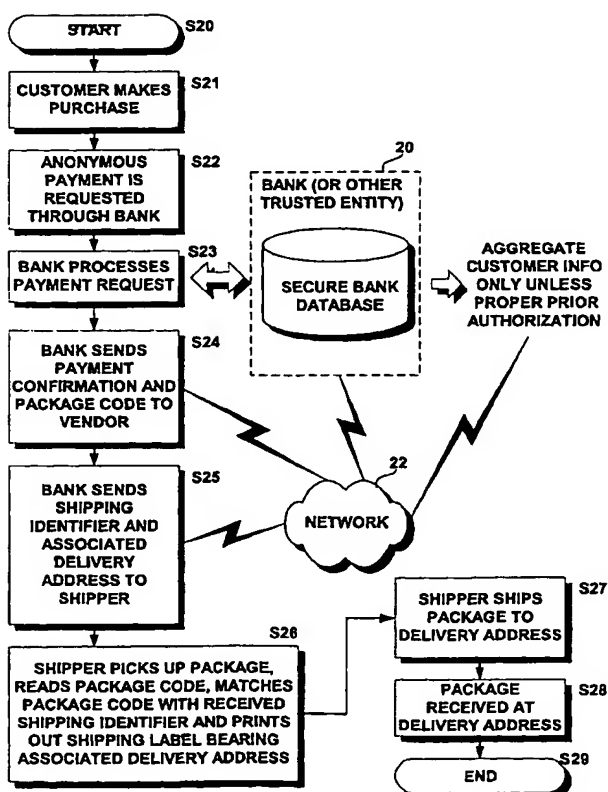 START
S20
CUSTOMER MAKES
PURCHASE
S21
ANONYMOUS
PAYMENT IS
REQUESTED
THROUGH BANK
S22
BANK PROCESSES
PAYMENT REQUEST
S23
20
BANK (OR OTHER
TRUSTED ENTITY)
SECURE BANK
DATABASE
AGGREGATE
CUSTOMER INFO
ONLY UNLESS
PROPER PRIOR
AUTHORIZATION
BANK SENDS
PAYMENT
CONFIRMATION AND
PACKAGE CODE TO
VENDOR
S24
BANK SENDS
SHIPPING
IDENTIFIER AND
ASSOCIATED
DELIVERY
ADDRESS TO
SHIPPER
S25
22
NETWORK
S26
SHIPPER PICKS UP PACKAGE,
READS PACKAGE CODE, MATCHES
PACKAGE CODE WITH RECEIVED
SHIPPING IDENTIFIER AND PRINTS
OUT SHIPPING LABEL BEARING
ASSOCIATED DELIVERY ADDRESS
SHIPPER SHIPS
PACKAGE TO
DELIVERY ADDRESS
S27
PACKAGE
RECEIVED AT
DELIVERY ADDRESS
S28
END
S29